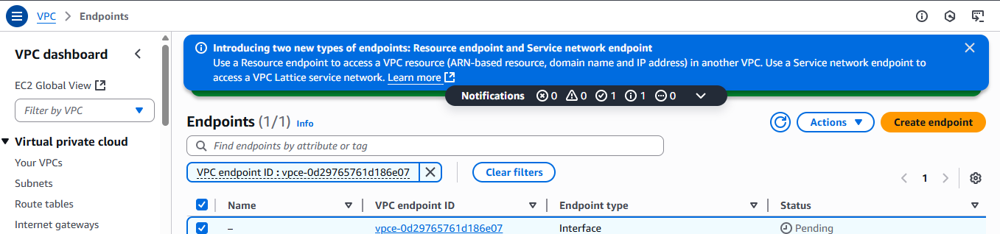 VPC > Endpoints
VPC dashboard
EC2 Global View
Filter by VPC
Virtual private cloud
Your VPCs
Subnets
Route tables
Internet gateways
Introducing two new types of endpoints: Resource endpoint and Service network endpoint
Use a Resource endpoint to access a VPC resource (ARN-based resource, domain name and IP address) in another VPC. Use a Service network endpoint to
access a VPC Lattice service network. Learn more
Notifications 0 0 1 1 0
Endpoints (1/1) Info
Actions
Create endpoint
Find endpoints by attribute or tag
VPC endpoint ID : vpce-0d29765761d186e07
Clear filters
1
Name VPC endpoint ID Endpoint type Status
– vpce-0d29765761d186e07 Interface Pending